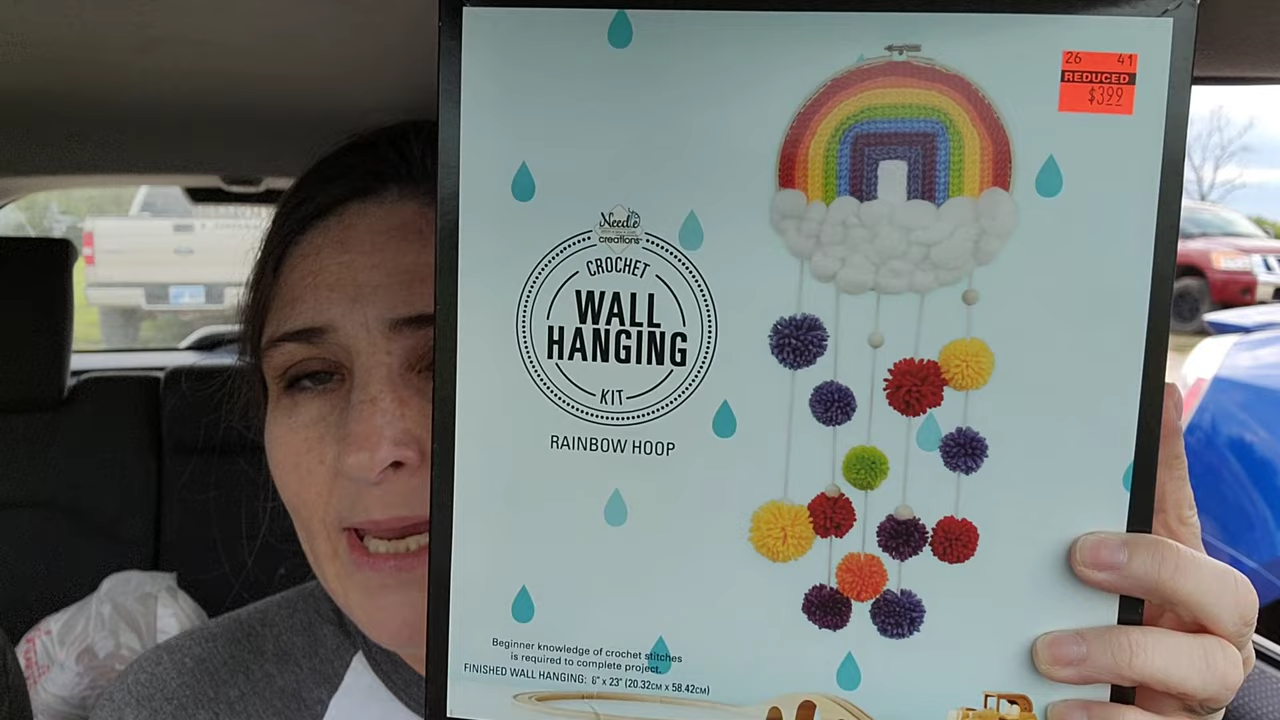 26 41
REDUCED
$3.99
Needle
creations
CROCHET
WALL
HANGING
KIT
RAINBOW HOOP
Beginner knowledge of crochet stitches
is required to complete project.
FINISHED WALL HANGING: 8" x 23" (20.32CM x 58.42CM)